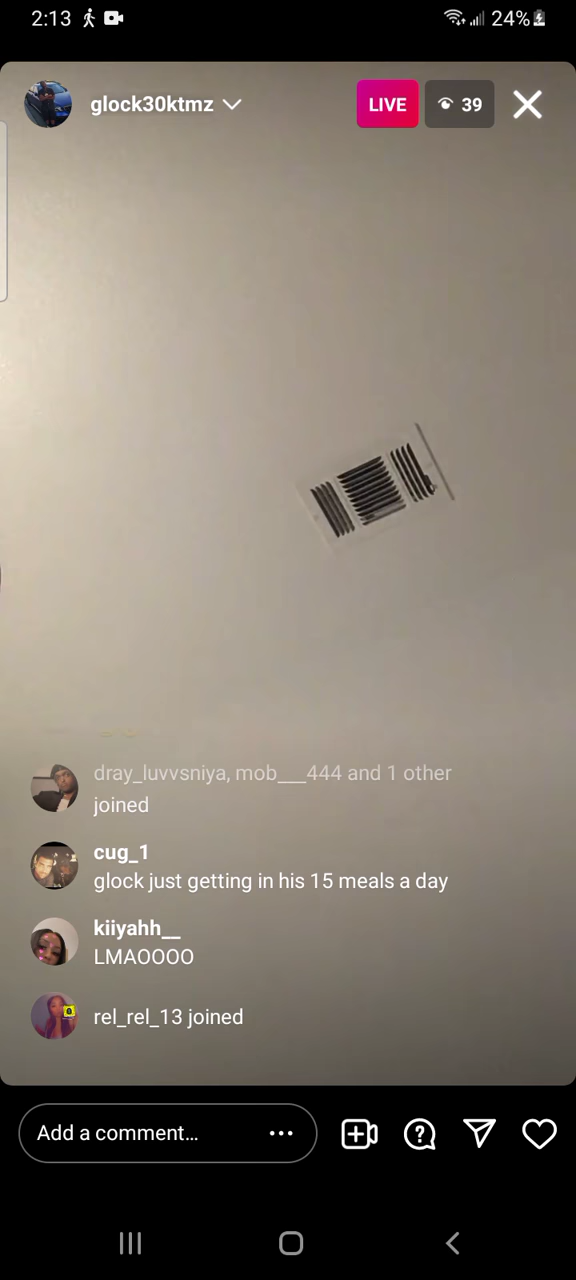 2:13
24%
glock30ktmz
LIVE
39
dray_luvvsniya, mob___444 and 1 other
joined
cug_1
glock just getting in his 15 meals a day
kiiyahh__
LMAOOOO
rel_rel_13 joined
Add a comment...